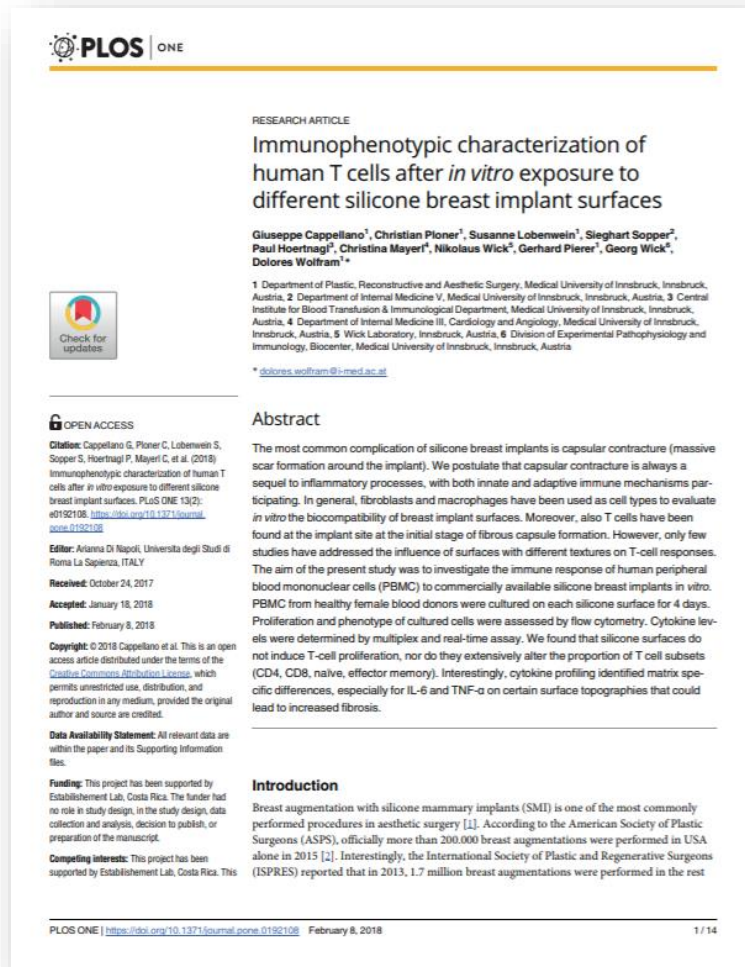 PLOS | ONE
RESEARCH ARTICLE
Immunophenotypic characterization of
human T cells after in vitro exposure to
different silicone breast implant surfaces
Giuseppe Cappellano1, Christian Ploner1, Susanne Lobenwein1, Sieghart Sopper2,
Paul Hoertnagl3, Christina Mayerl4, Nikolaus Wick5, Gerhard Pierer1, Georg Wick6,
Dolores Wolfram1*
1 Department of Plastic, Reconstructive and Aesthetic Surgery, Medical University of Innsbruck, Innsbruck,
Austria, 2 Department of Internal Medicine V, Medical University of Innsbruck, Innsbruck, Austria, 3 Central
Institute for Blood Transfusion & Immunological Department, Medical University of Innsbruck, Innsbruck,
Austria, 4 Department of Internal Medicine III, Cardiology and Angiology, Medical University of Innsbruck,
Innsbruck, Austria, 5 Wick Laboratory, Innsbruck, Austria, 6 Division of Experimental Pathophysiology and
Immunology, Biocenter, Medical University of Innsbruck, Innsbruck, Austria
* dolores.wolfram@i-med.ac.at
Check for
updates
OPEN ACCESS
Citation: Cappellano G, Ploner C, Lobenwein S,
Sopper S, Hoertnagl P, Mayerl C, et al. (2018)
Immunophenotypic characterization of human T
cells after in vitro exposure to different silicone
breast implant surfaces. PLoS ONE 13(2):
e0192108. https://doi.org/10.1371/journal.
pone.0192108
Editor: Arianna Di Napoli, Universita degli Studi di
Roma La Sapienza, ITALY
Received: October 24, 2017
Accepted: January 18, 2018
Published: February 8, 2018
Copyright: © 2018 Cappellano et al. This is an open
access article distributed under the terms of the
Creative Commons Attribution License, which
permits unrestricted use, distribution, and
reproduction in any medium, provided the original
author and source are credited.
Data Availability Statement: All relevant data are
within the paper and its Supporting Information
files.
Funding: This project has been supported by
Estabilishement Lab, Costa Rica. The funder had
no role in study design, in the study design, data
collection and analysis, decision to publish, or
preparation of the manuscript.
Competing interests: This project has been
supported by Estabilishement Lab, Costa Rica. This
Abstract
The most common complication of silicone breast implants is capsular contracture (massive
scar formation around the implant). We postulate that capsular contracture is always a
sequel to inflammatory processes, with both innate and adaptive immune mechanisms par-
ticipating. In general, fibroblasts and macrophages have been used as cell types to evaluate
in vitro the biocompatibility of breast implant surfaces. Moreover, also T cells have been
found at the implant site at the initial stage of fibrous capsule formation. However, only few
studies have addressed the influence of surfaces with different textures on T-cell responses.
The aim of the present study was to investigate the immune response of human peripheral
blood mononuclear cells (PBMC) to commercially available silicone breast implants in vitro.
PBMC from healthy female blood donors were cultured on each silicone surface for 4 days.
Proliferation and phenotype of cultured cells were assessed by flow cytometry. Cytokine lev-
els were determined by multiplex and real-time assay. We found that silicone surfaces do
not induce T-cell proliferation, nor do they extensively alter the proportion of T cell subsets
(CD4, CD8, naïve, effector memory). Interestingly, cytokine profiling identified matrix spe-
cific differences, especially for IL-6 and TNF-α on certain surface topographies that could
lead to increased fibrosis.
Introduction
Breast augmentation with silicone mammary implants (SMI) is one of the most commonly
performed procedures in aesthetic surgery [1]. According to the American Society of Plastic
Surgeons (ASPS), officially more than 200.000 breast augmentations were performed in USA
alone in 2015 [2]. Interestingly, the International Society of Plastic and Regenerative Surgeons
(ISPRES) reported that in 2013, 1.7 million breast augmentations were performed in the rest
PLOS ONE | https://doi.org/10.1371/journal.pone.0192108 February 8, 2018 1 / 14